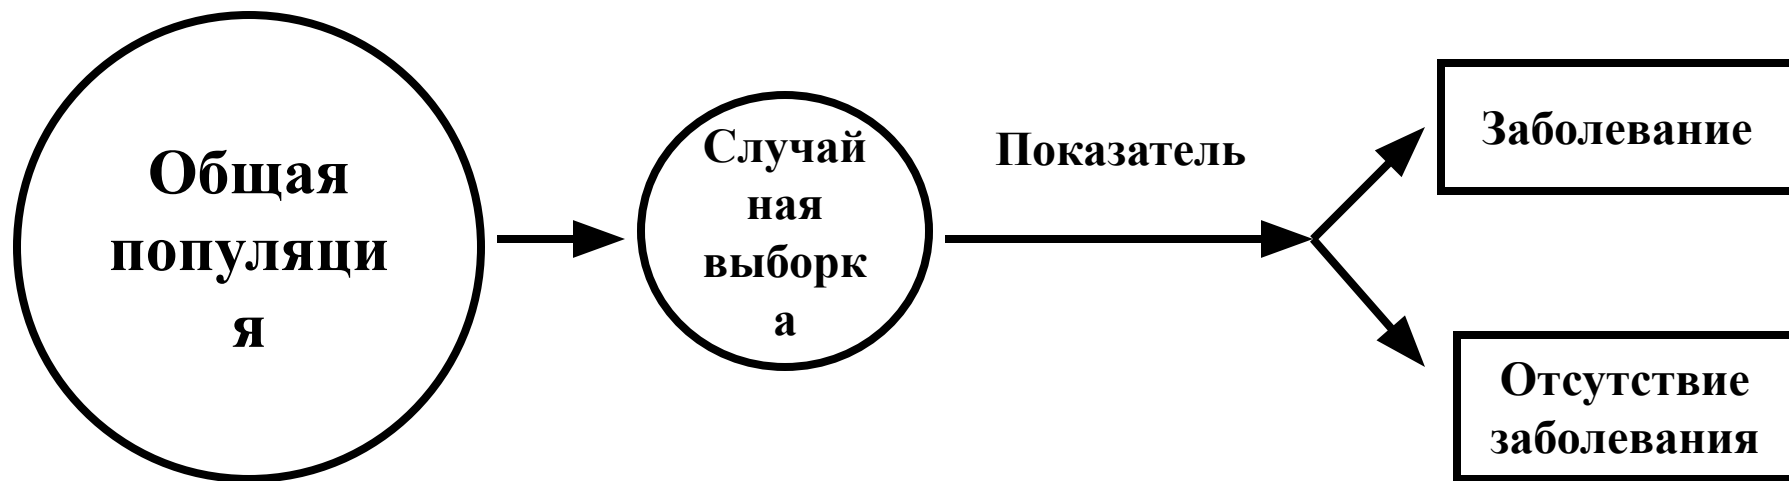 Общая
популяци
я
Случай
ная
выборк
а
Показатель
Заболевание
Отсутствие
заболевания